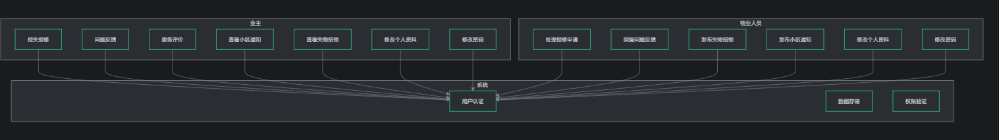 业主
报失报修
问题反馈
服务评价
查看小区通知
查看失物招领
修改个人资料
修改密码
物业人员
处理报修申请
回复问题反馈
发布失物招领
发布小区通知
修改个人资料
修改密码
系统
用户认证
数据存储
权限验证